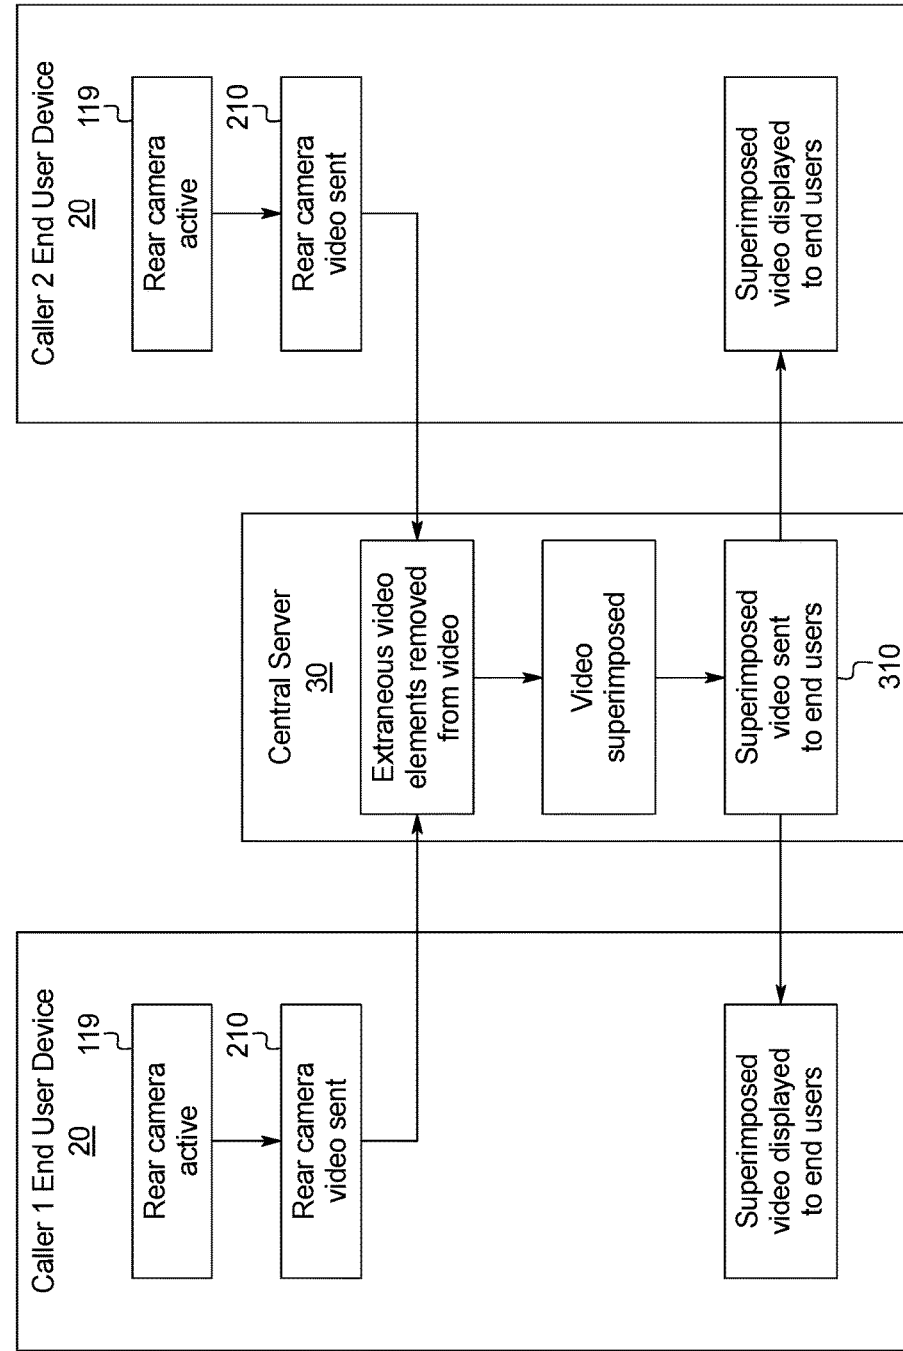 Caller 1 End User Device
20
119
Rear camera
active
210
Rear camera
video sent
Superimposed
video displayed
to end users
Central Server
30
Extraneous video
elements removed
from video
Video
superimposed
Superimposed
video sent
to end users
310
Caller 2 End User Device
20
119
Rear camera
active
210
Rear camera
video sent
Superimposed
video displayed
to end users